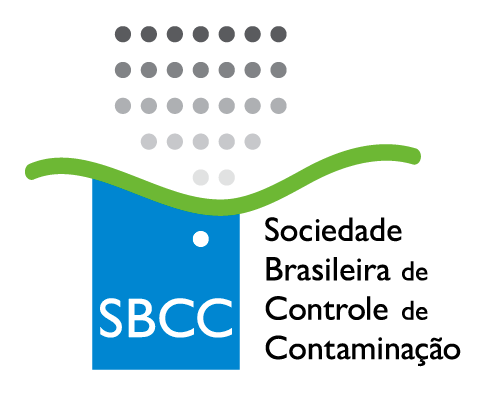 SBCC
Sociedade
Brasileira de
Controle de
Contaminação